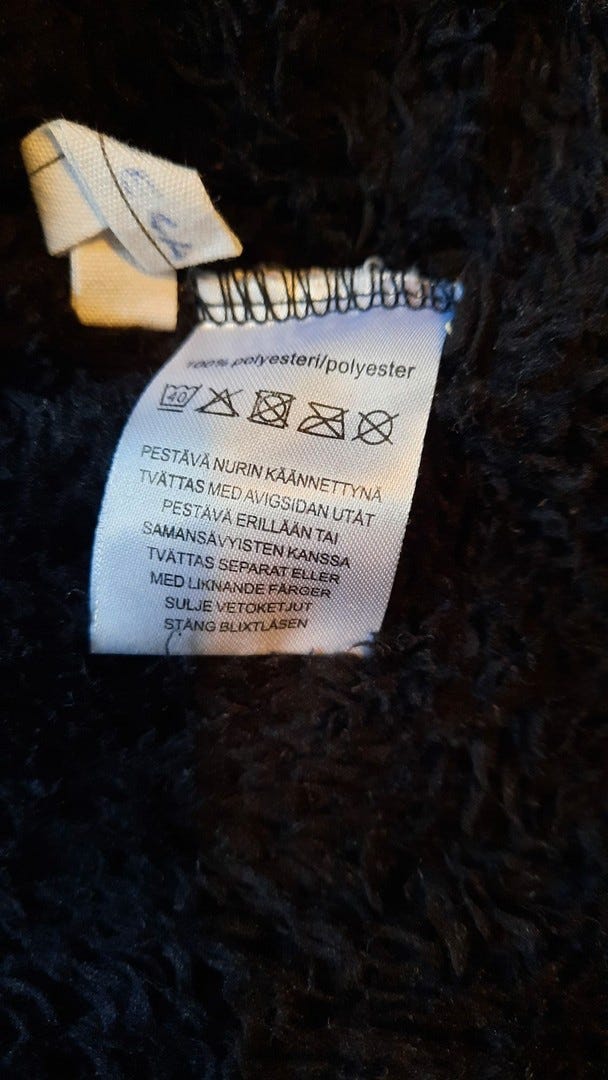 100% polyesteri/polyester
40
PESTÄVÄ NURIN KÄÄNNETTYNÄ
TVÄTTAS MED AVIGSIDAN UTÅT
PESTÄVÄ ERILLÄÄN TAI
SAMANSÄVYISTEN KANSSA
TVÄTTAS SEPARAT ELLER
MED LIKNANDE FÄRGER
SULJE VETOKETJUT
STÄNG BLIXTLÅSEN